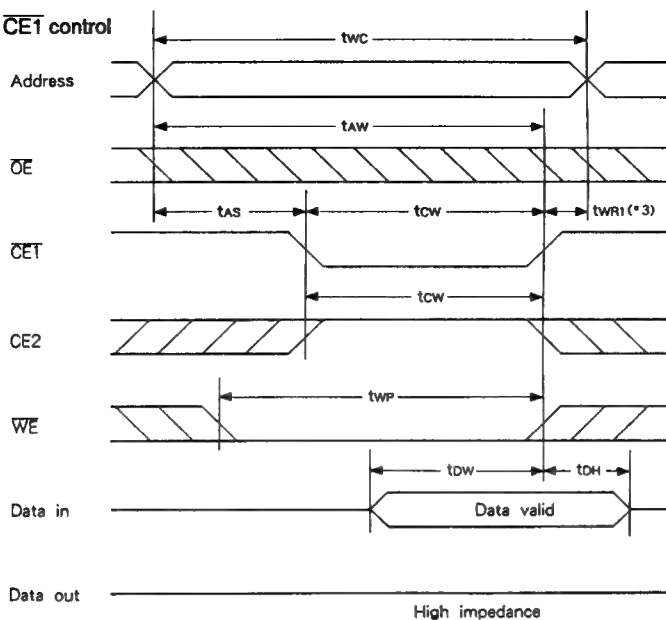 CE1 control
tWC
Address
tAW
OE
tAS tCW tWR1(*3)
CE1
tCW
CE2
tWP
WE
tDW tDH
Data in Data valid
Data out
High impedance